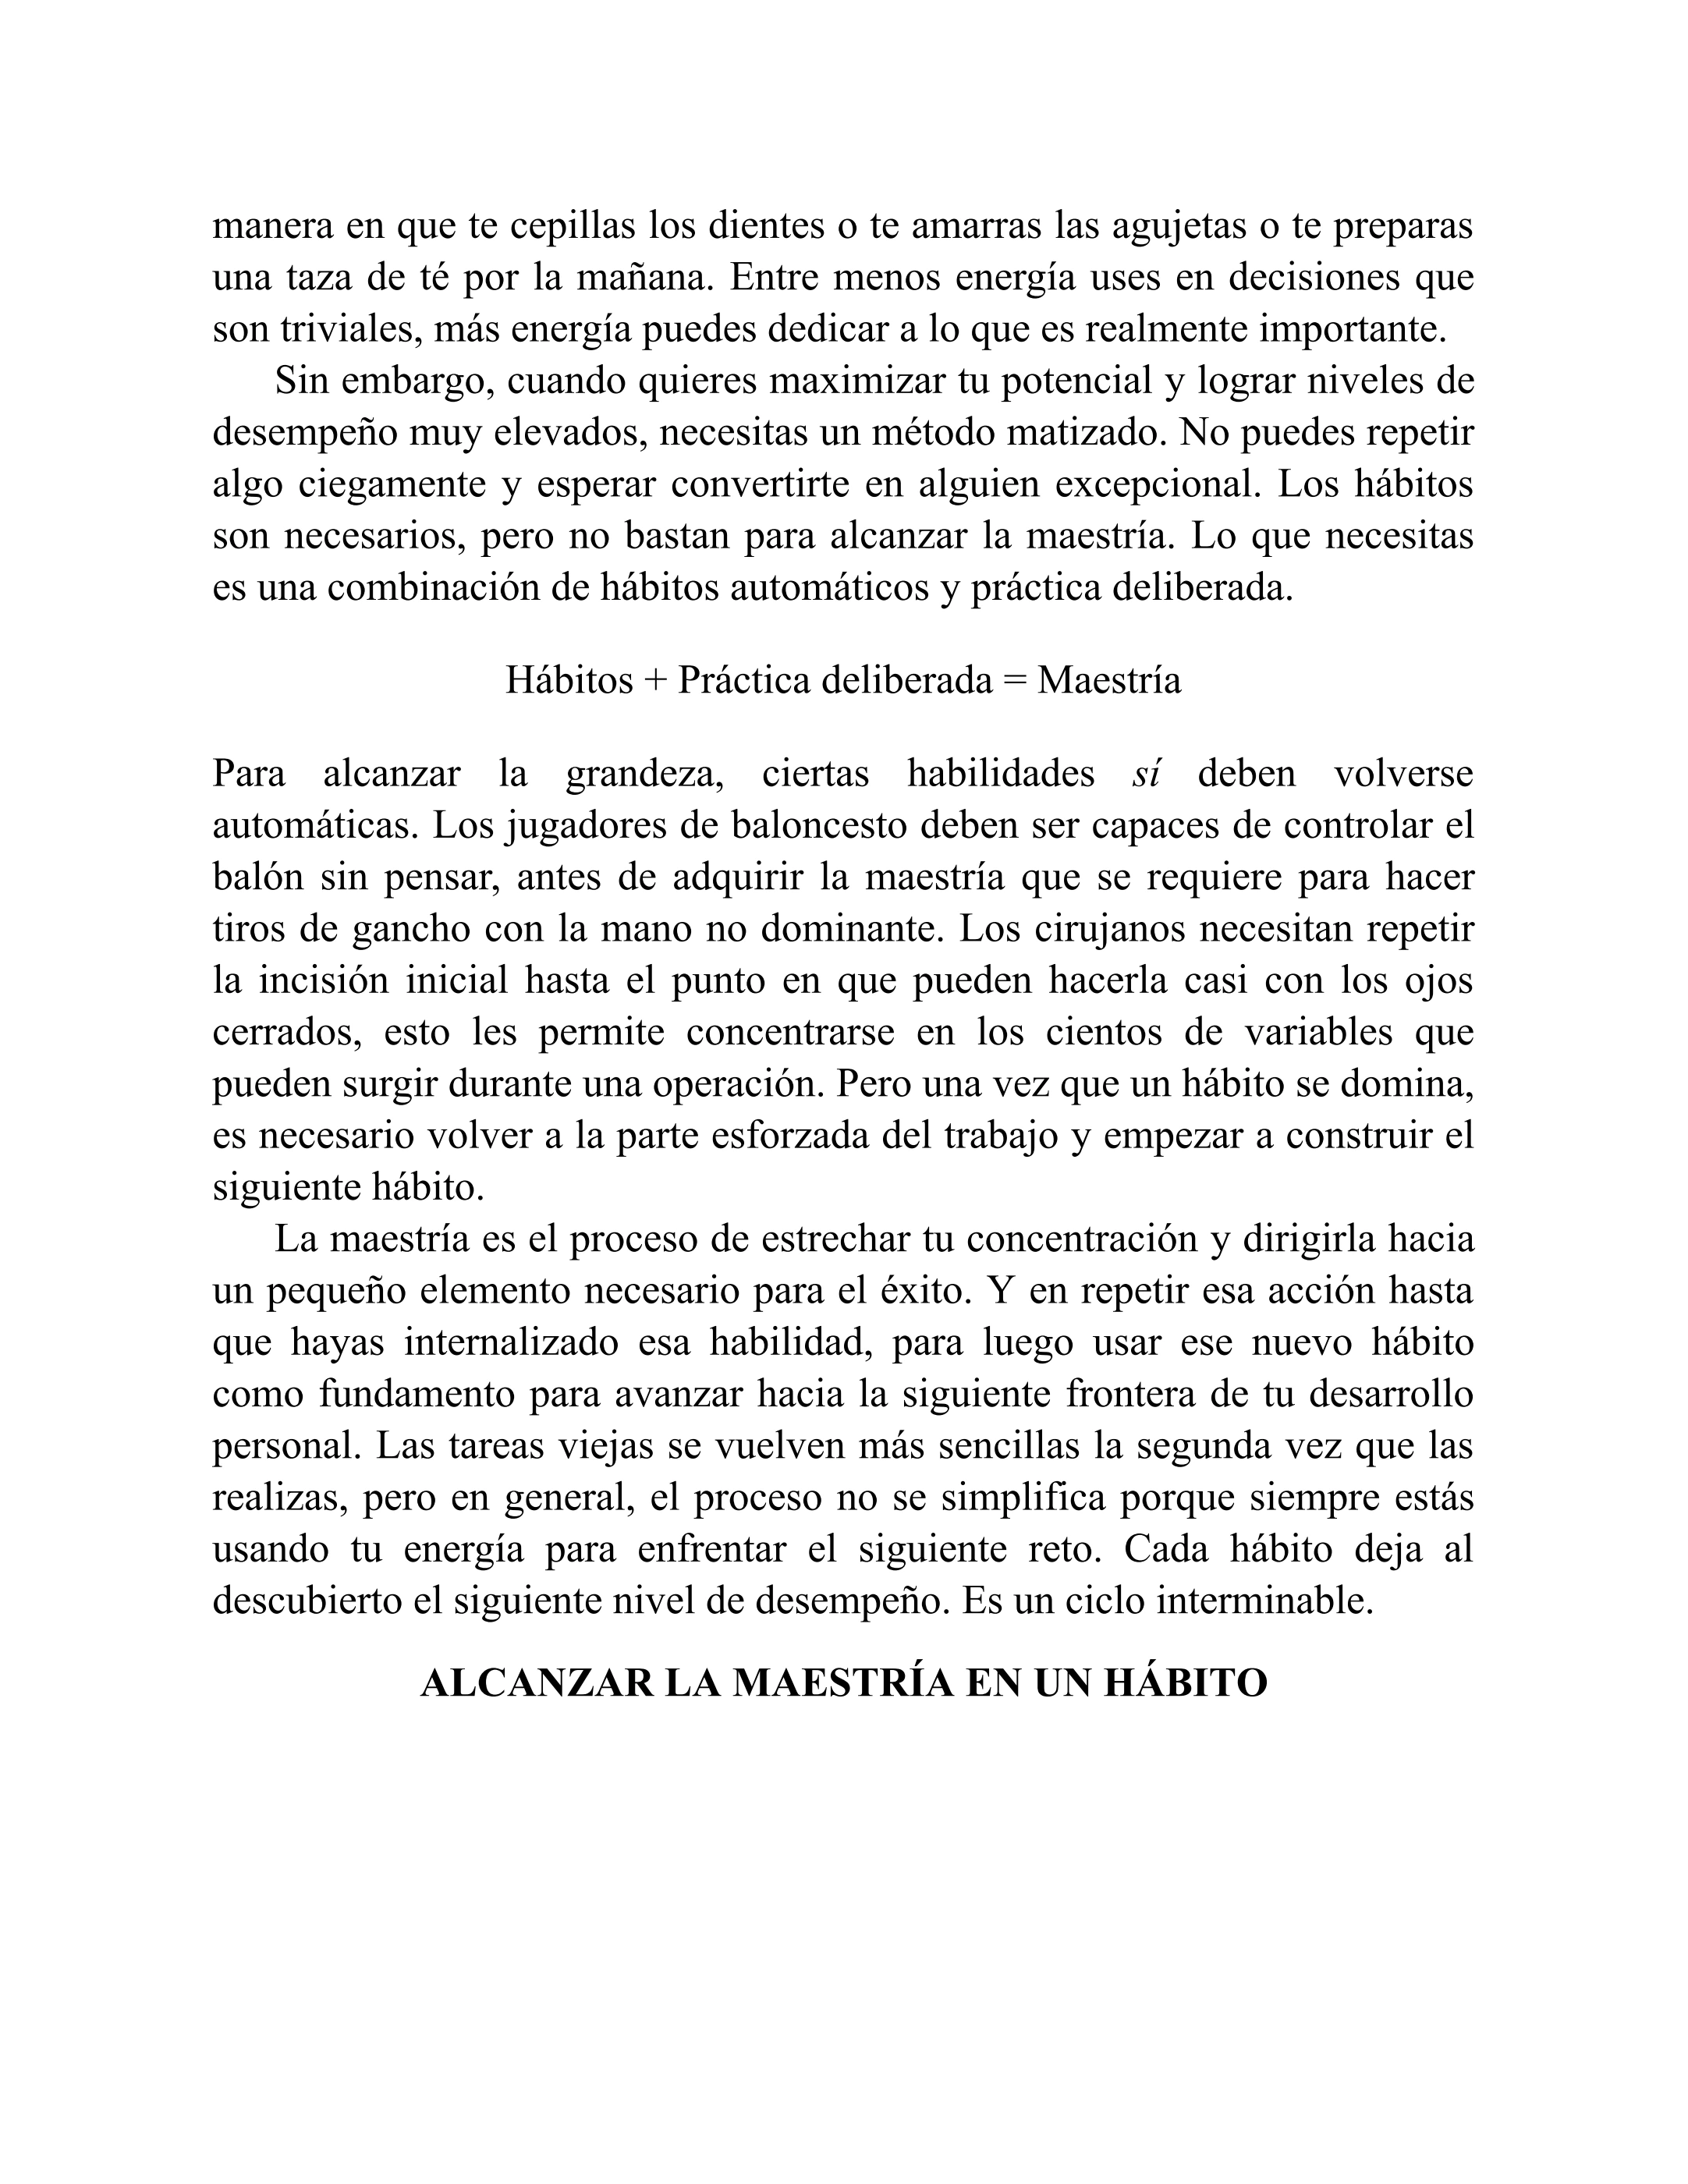 manera en que te cepillas los dientes o te amarras las agujetas o te preparas
una taza de té por la mañana. Entre menos energía uses en decisiones que
son triviales, más energía puedes dedicar a lo que es realmente importante.
Sin embargo, cuando quieres maximizar tu potencial y lograr niveles de
desempeño muy elevados, necesitas un método matizado. No puedes repetir
algo ciegamente y esperar convertirte en alguien excepcional. Los hábitos
son necesarios, pero no bastan para alcanzar la maestría. Lo que necesitas
es una combinación de hábitos automáticos y práctica deliberada.
Hábitos + Práctica deliberada = Maestría
Para alcanzar la grandeza, ciertas habilidades sí deben volverse
automáticas. Los jugadores de baloncesto deben ser capaces de controlar el
balón sin pensar, antes de adquirir la maestría que se requiere para hacer
tiros de gancho con la mano no dominante. Los cirujanos necesitan repetir
la incisión inicial hasta el punto en que pueden hacerla casi con los ojos
cerrados, esto les permite concentrarse en los cientos de variables que
pueden surgir durante una operación. Pero una vez que un hábito se domina,
es necesario volver a la parte esforzada del trabajo y empezar a construir el
siguiente hábito.
La maestría es el proceso de estrechar tu concentración y dirigirla hacia
un pequeño elemento necesario para el éxito. Y en repetir esa acción hasta
que hayas internalizado esa habilidad, para luego usar ese nuevo hábito
como fundamento para avanzar hacia la siguiente frontera de tu desarrollo
personal. Las tareas viejas se vuelven más sencillas la segunda vez que las
realizas, pero en general, el proceso no se simplifica porque siempre estás
usando tu energía para enfrentar el siguiente reto. Cada hábito deja al
descubierto el siguiente nivel de desempeño. Es un ciclo interminable.
ALCANZAR LA MAESTRÍA EN UN HÁBITO